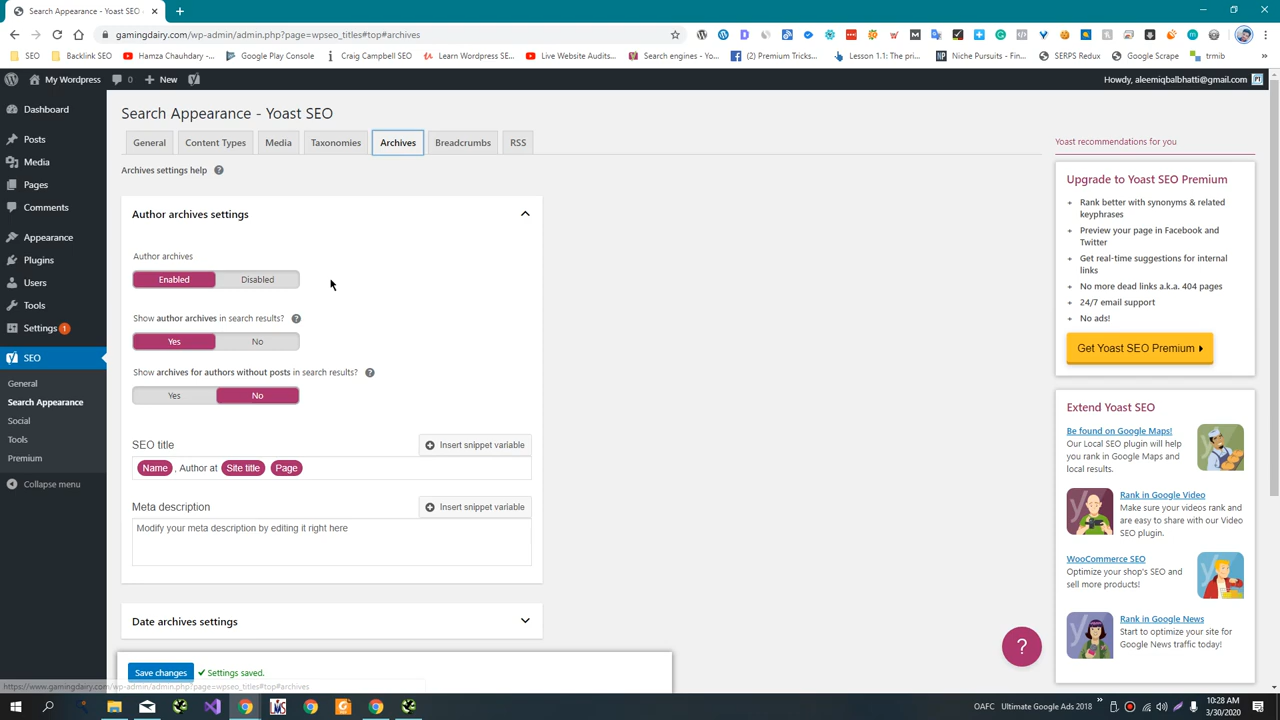 Search Appearance - Yoast SEO
gamingdairy.com/wp-admin/admin.php?page=wpseo_titles#top#archives
SEO
Backlink SEO
Hamza Chauhdary - ...
Google Play Console
Craig Campbell SEO
Learn Wordpress SE...
Live Website Audits...
Search engines - Yo...
(4) Premium Tricks...
Lesson 1.1: The pri...
Niche Pursuits - Fin...
SERPS Redux
Google Scrape
trmib
My Wordpress
0
New
Howdy, aleemiqbalbhatti@gmail.com
Dashboard
Posts
Media
Pages
Comments
Appearance
Plugins
Users
Tools
Settings 1
SEO
General
Search Appearance
Social
Tools
Premium
Collapse menu
Search Appearance - Yoast SEO
General
Content Types
Media
Taxonomies
Archives
Breadcrumbs
RSS
Archives settings help
Author archives settings
Author archives
Enabled
Disabled
Show author archives in search results?
Yes
No
Show archives for authors without posts in search results?
Yes
No
SEO title
Insert snippet variable
Name , Author at Site title Page
Meta description
Insert snippet variable
Modify your meta description by editing it right here
Date archives settings
Save changes
Settings saved.
https://www.gamingdairy.com/wp-admin/admin.php?page=wpseo_titles#top#archives
Yoast recommendations for you
Upgrade to Yoast SEO Premium
+ Rank better with synonyms & related
keyphrases
+ Preview your page in Facebook and
Twitter
+ Get real-time suggestions for internal
links
+ No more dead links a.k.a. 404 pages
+ 24/7 email support
+ No ads!
Get Yoast SEO Premium
Extend Yoast SEO
Be found on Google Maps!
Our Local SEO plugin will help
you rank in Google Maps and
local results.
Rank in Google Video
Make sure your videos rank and
are easy to share with our Video
SEO plugin.
WooCommerce SEO
Optimize your shop's SEO and
sell more products!
Rank in Google News
Start to optimize your site for
Google News traffic today!
?
OAFC
Ultimate Google Ads 2018
10:28 AM
3/30/2020